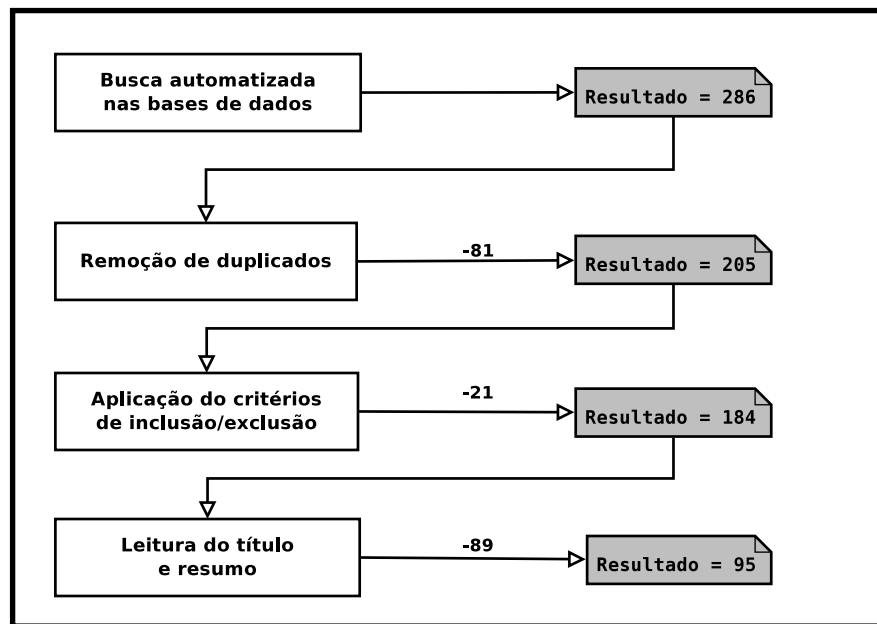 Busca automatizada
nas bases de dados
Resultado = 286
Remoção de duplicados
-81
Resultado = 205
Aplicação do critérios
de inclusão/exclusão
-21
Resultado = 184
Leitura do título
e resumo
-89
Resultado = 95